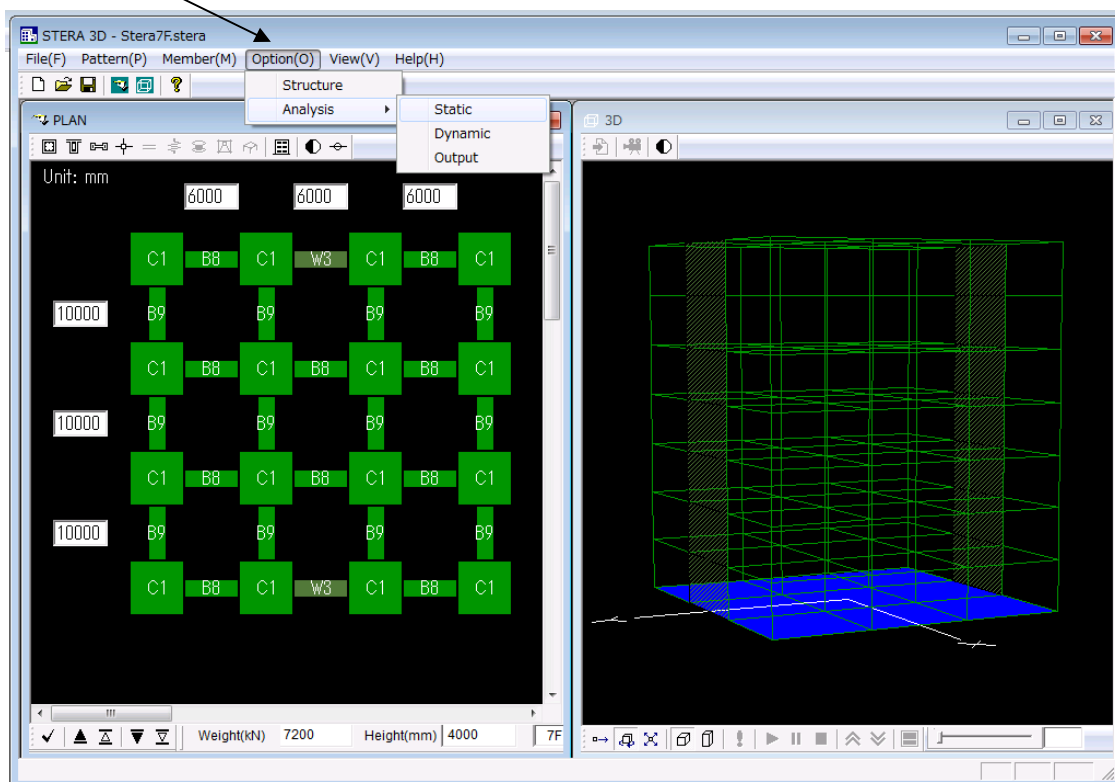 STERA 3D - Stera7F.stera
File(F) Pattern(P) Member(M) Option(O) View(V) Help(H)
Structure
Analysis
Static
Dynamic
Output
PLAN
Unit: mm
6000 6000 6000
C1 B8 C1 W3 C1 B8 C1
10000 B9 B9 B9 B9
C1 B8 C1 B8 C1 B8 C1
10000 B9 B9 B9 B9
C1 B8 C1 B8 C1 B8 C1
10000 B9 B9 B9 B9
C1 B8 C1 W3 C1 B8 C1
Weight(kN) 7200 Height(mm) 4000 7F
3D